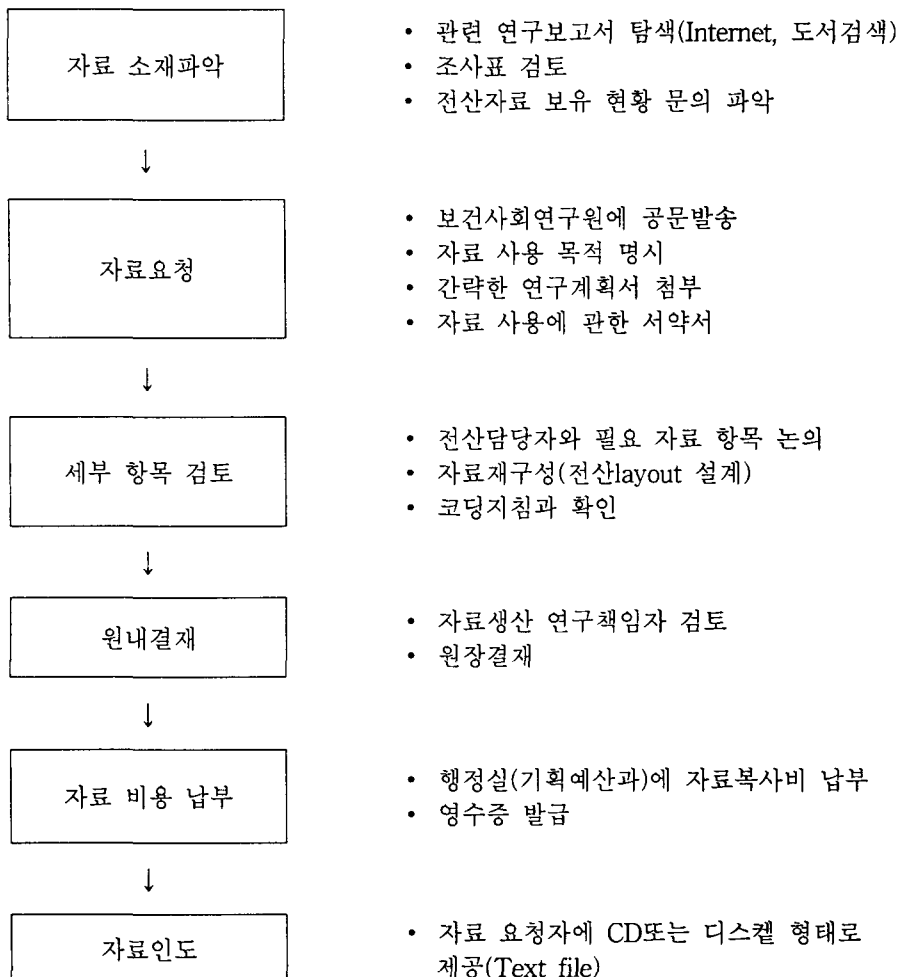 자료 소재파악
• 관련 연구보고서 탐색(Internet, 도서검색)
• 조사표 검토
• 전산자료 보유 현황 문의 파악
↓
자료요청
• 보건사회연구원에 공문발송
• 자료 사용 목적 명시
• 간략한 연구계획서 첨부
• 자료 사용에 관한 서약서
↓
세부 항목 검토
• 전산담당자와 필요 자료 항목 논의
• 자료재구성(전산layout 설계)
• 코딩지침과 확인
↓
원내결재
• 자료생산 연구책임자 검토
• 원장결재
↓
자료 비용 납부
• 행정실(기획예산과)에 자료복사비 납부
• 영수증 발급
↓
자료인도
• 자료 요청자에 CD또는 디스켙 형태로
제공(Text file)